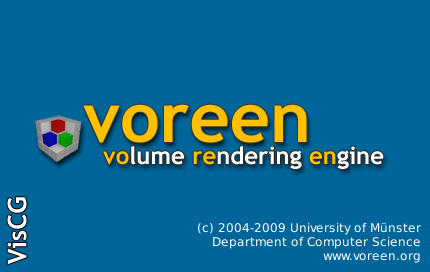 voreen
volume rendering engine
VisCG
(c) 2004-2009 University of Münster
Department of Computer Science
www.voreen.org